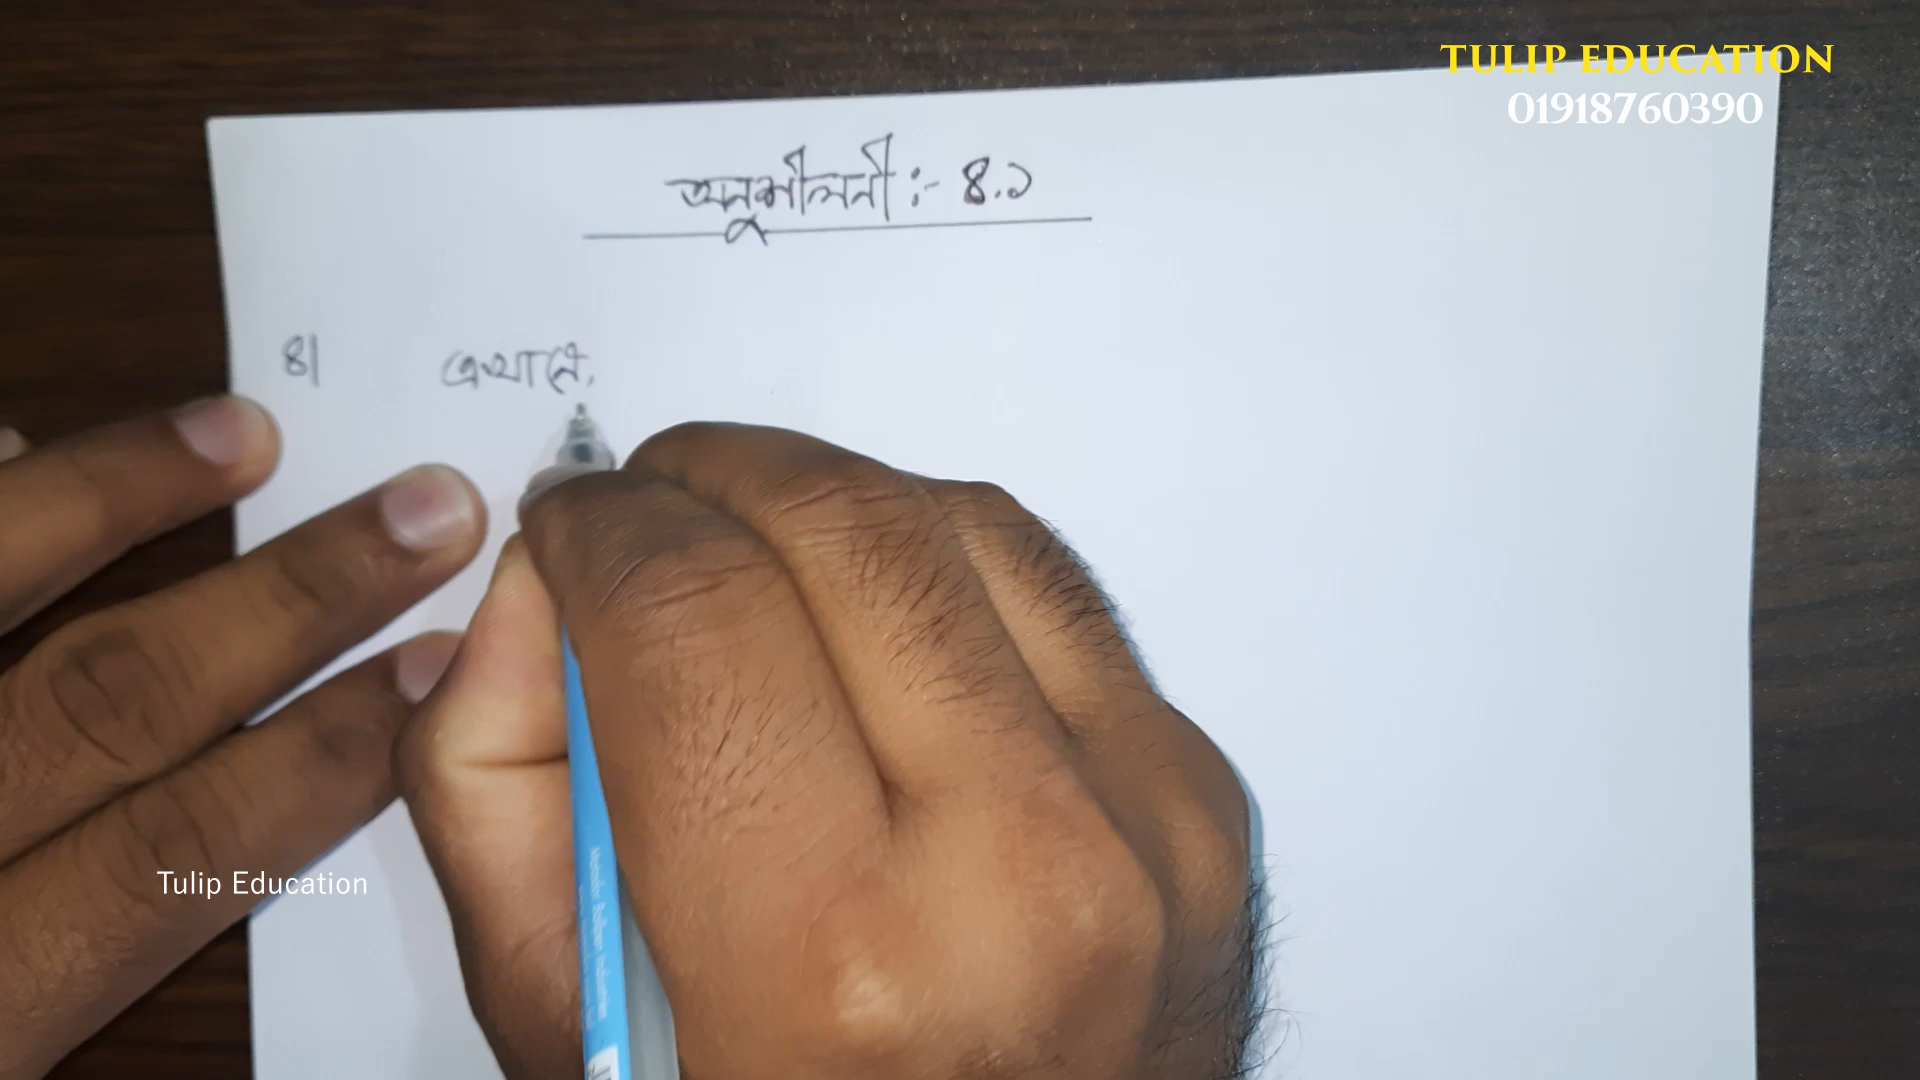 TULIP EDUCATION
01918760390
অনুশীলনী :- ৪.১
৪| এখানে,
Tulip Education